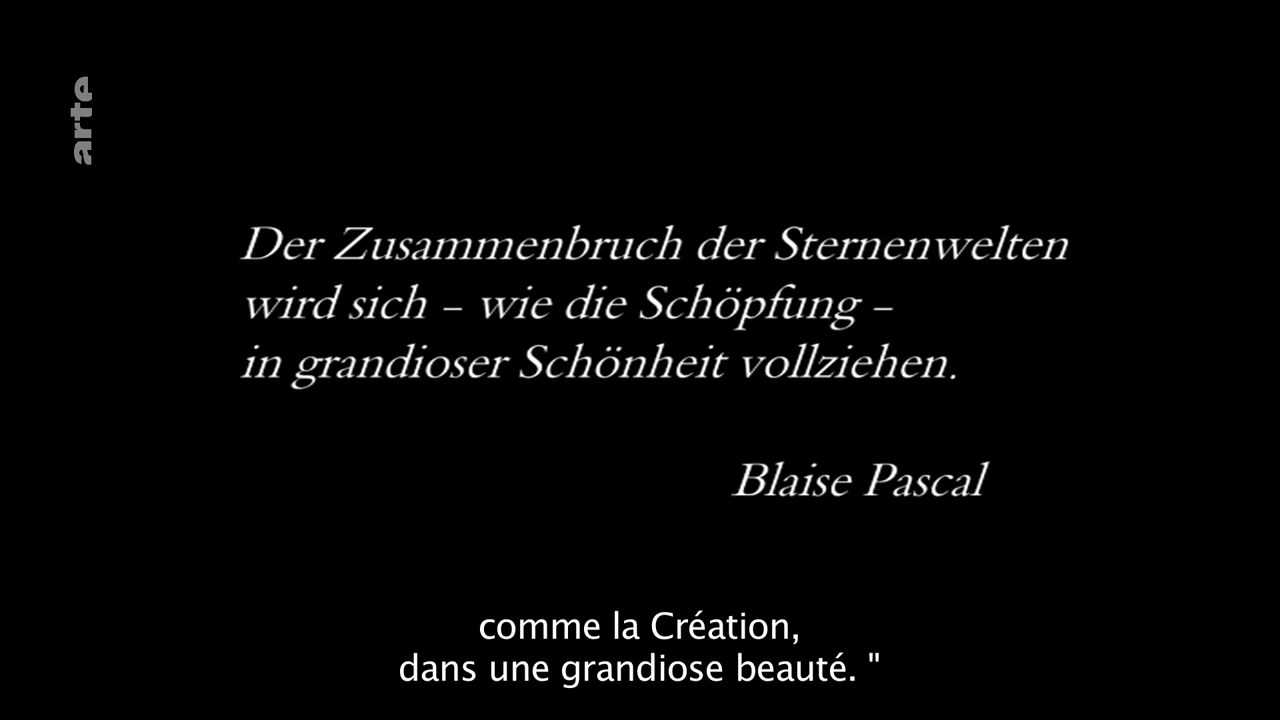 arte
Der Zusammenbruch der Sternenwelten
wird sich – wie die Schöpfung –
in grandioser Schönheit vollziehen.
Blaise Pascal
comme la Création,
dans une grandiose beauté. "